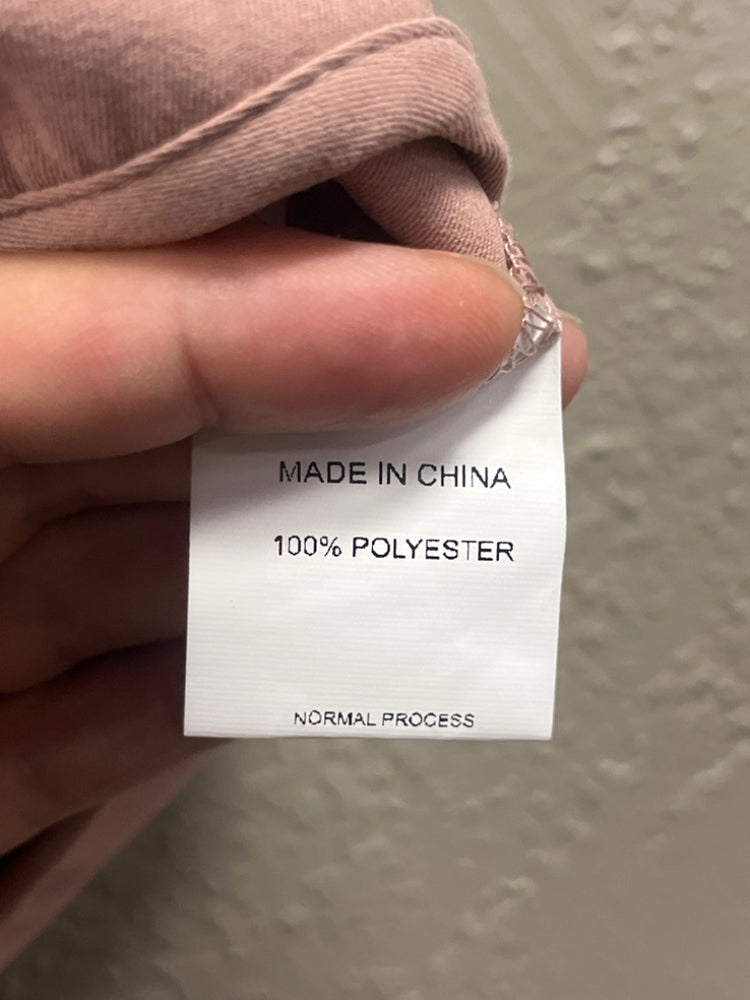 MADE IN CHINA
100% POLYESTER
NORMAL PROCESS